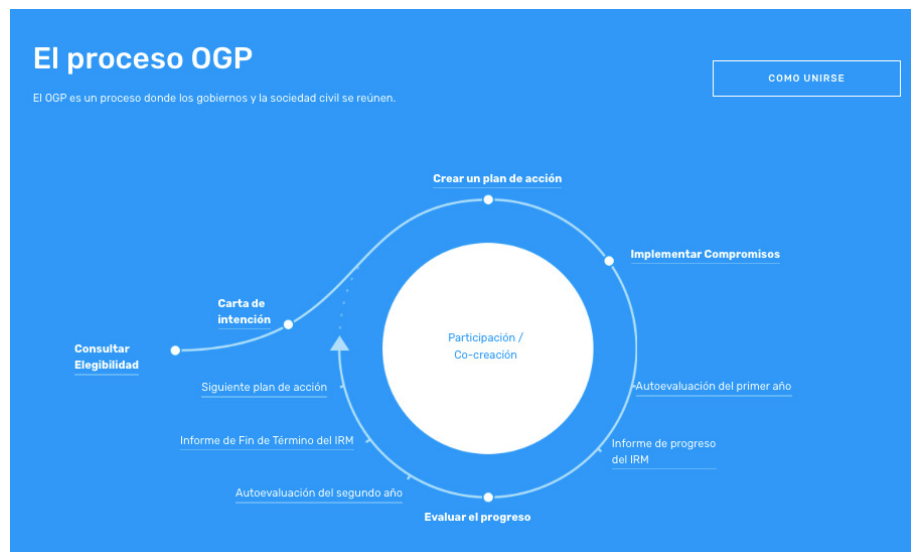 El proceso OGP
COMO UNIRSE
El OGP es un proceso donde los gobiernos y la sociedad civil se reúnen.
Crear un plan de acción
Implementar Compromisos
Carta de
intención
Consultar
Elegibilidad
Participación /
Co-creación
Siguiente plan de acción
Autoevaluación del primer año
Informe de Fin de Término del IRM
Informe de progreso
del IRM
Autoevaluación del segundo año
Evaluar el progreso